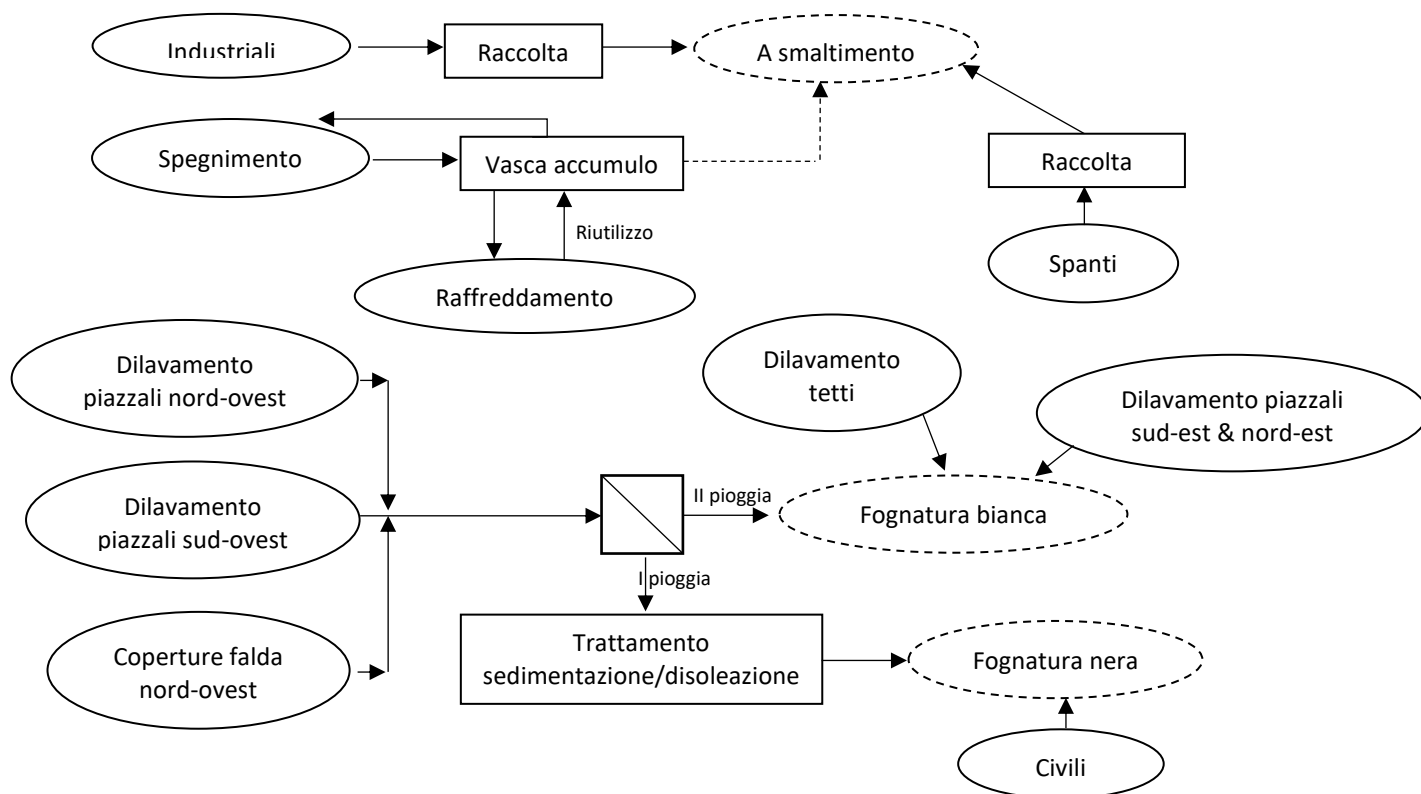 Industriali
Raccolta
A smaltimento
Spegnimento
Vasca accumulo
Raccolta
Riutilizzo
Spanti
Raffreddamento
Dilavamento
piazzali nord-ovest
Dilavamento
tetti
Dilavamento piazzali
sud-est & nord-est
Dilavamento
piazzali sud-ovest
II pioggia
Fognatura bianca
I pioggia
Coperture falda
nord-ovest
Trattamento
sedimentazione/disoleazione
Fognatura nera
Civili